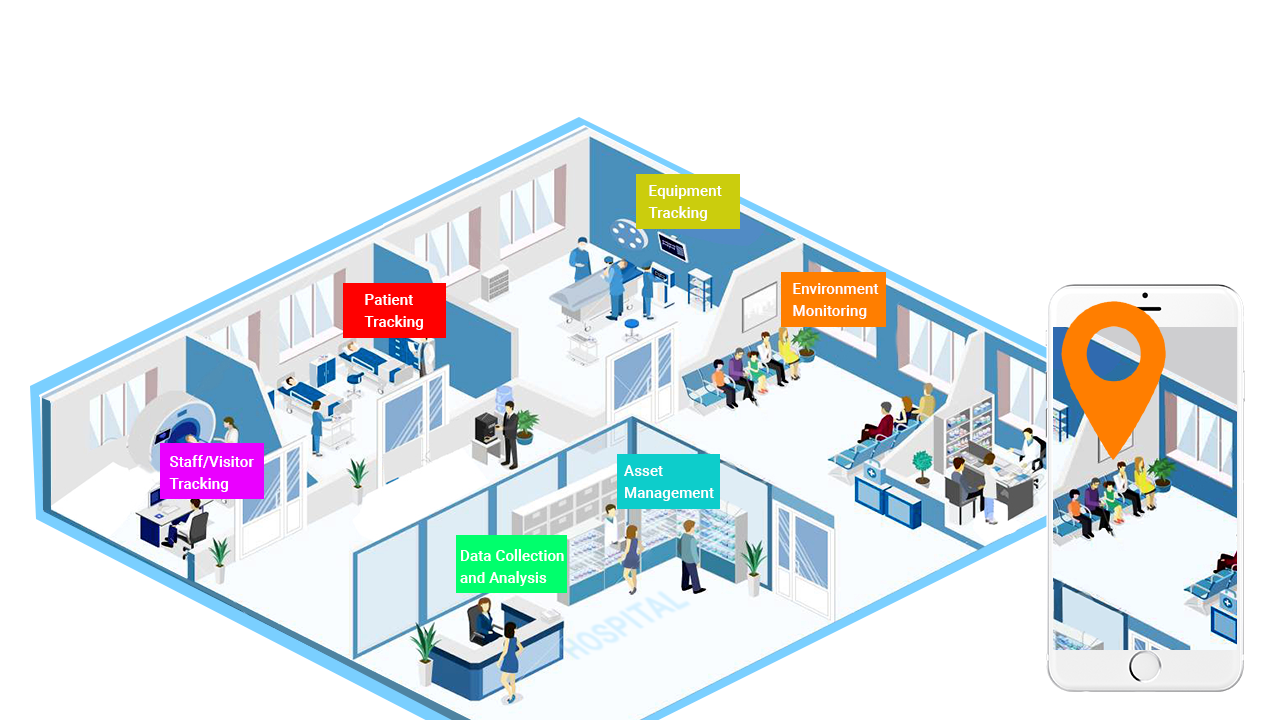 Equipment
Tracking
Environment
Monitoring
Patient
Tracking
Staff/Visitor
Tracking
Asset
Management
Data Collection
and Analysis
HOSPITAL